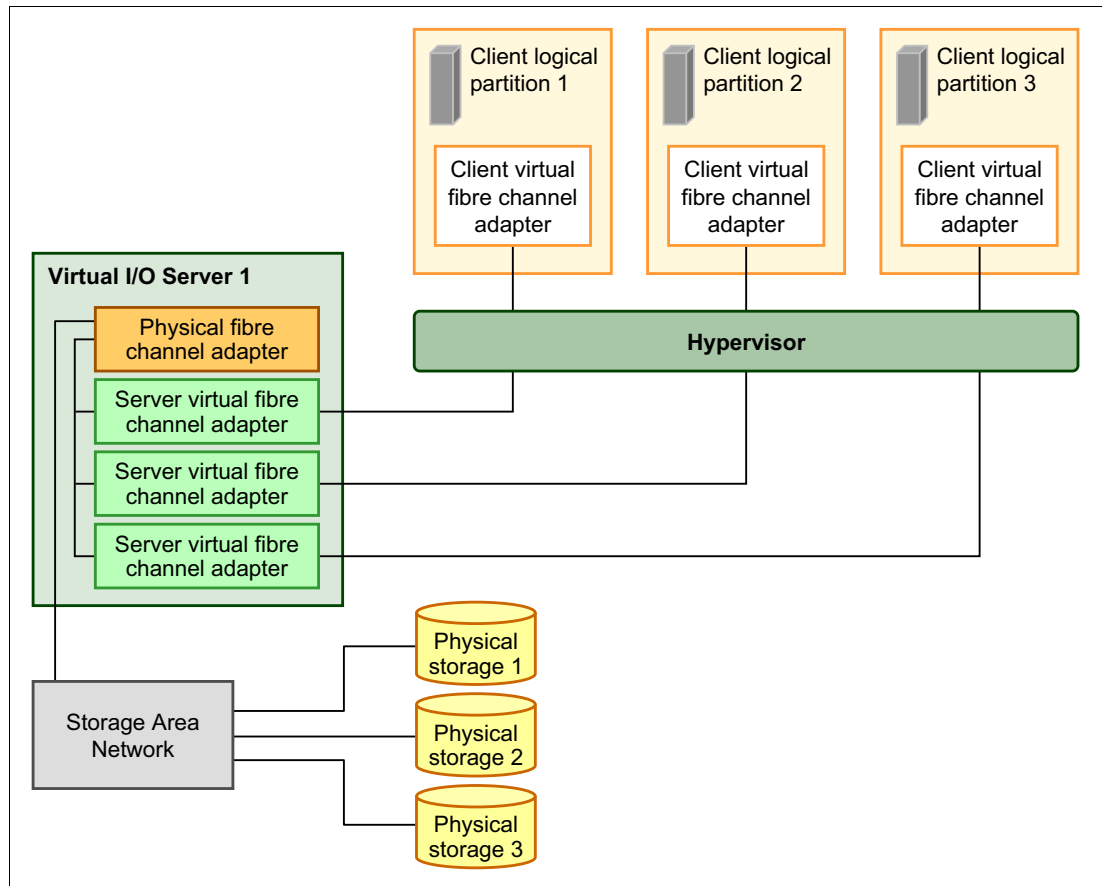 Client logical
partition 1
Client virtual
fibre channel
adapter
Client logical
partition 2
Client virtual
fibre channel
adapter
Client logical
partition 3
Client virtual
fibre channel
adapter
Hypervisor
Virtual I/O Server 1
Physical fibre
channel adapter
Server virtual fibre
channel adapter
Server virtual fibre
channel adapter
Server virtual fibre
channel adapter
Storage Area
Network
Physical
storage 1
Physical
storage 2
Physical
storage 3